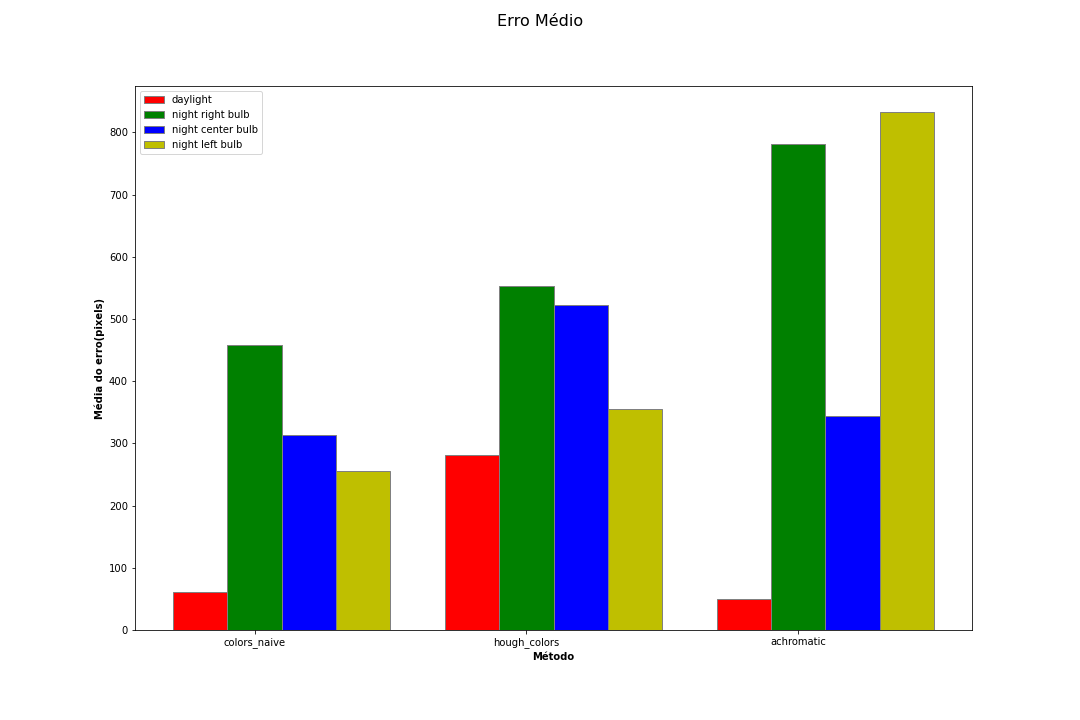 Erro Médio
daylight
night right bulb
night center bulb
night left bulb
800
700
600
500
400
300
200
100
0
Média do erro(pixels)
colors_naive
hough_colors
achromatic
Método